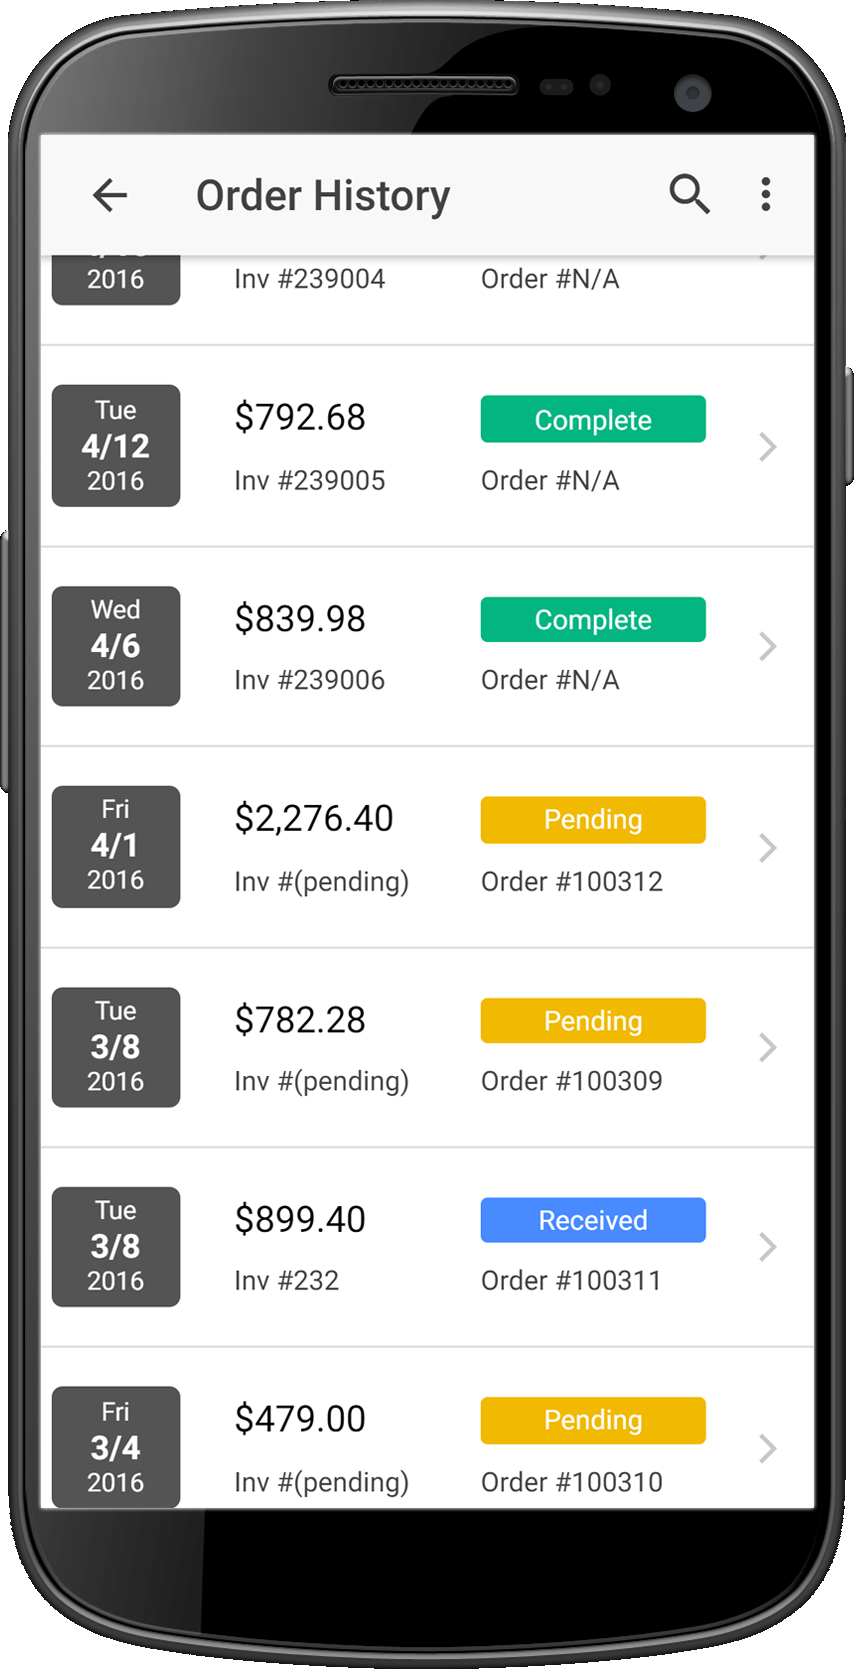 Order History
2016 Inv #239004 Order #N/A
Tue
4/12
2016
$792.68
Inv #239005
Complete
Order #N/A
Wed
4/6
2016
$839.98
Inv #239006
Complete
Order #N/A
Fri
4/1
2016
$2,276.40
Inv #(pending)
Pending
Order #100312
Tue
3/8
2016
$782.28
Inv #(pending)
Pending
Order #100309
Tue
3/8
2016
$899.40
Inv #232
Received
Order #100311
Fri
3/4
2016
$479.00
Inv #(pending)
Pending
Order #100310